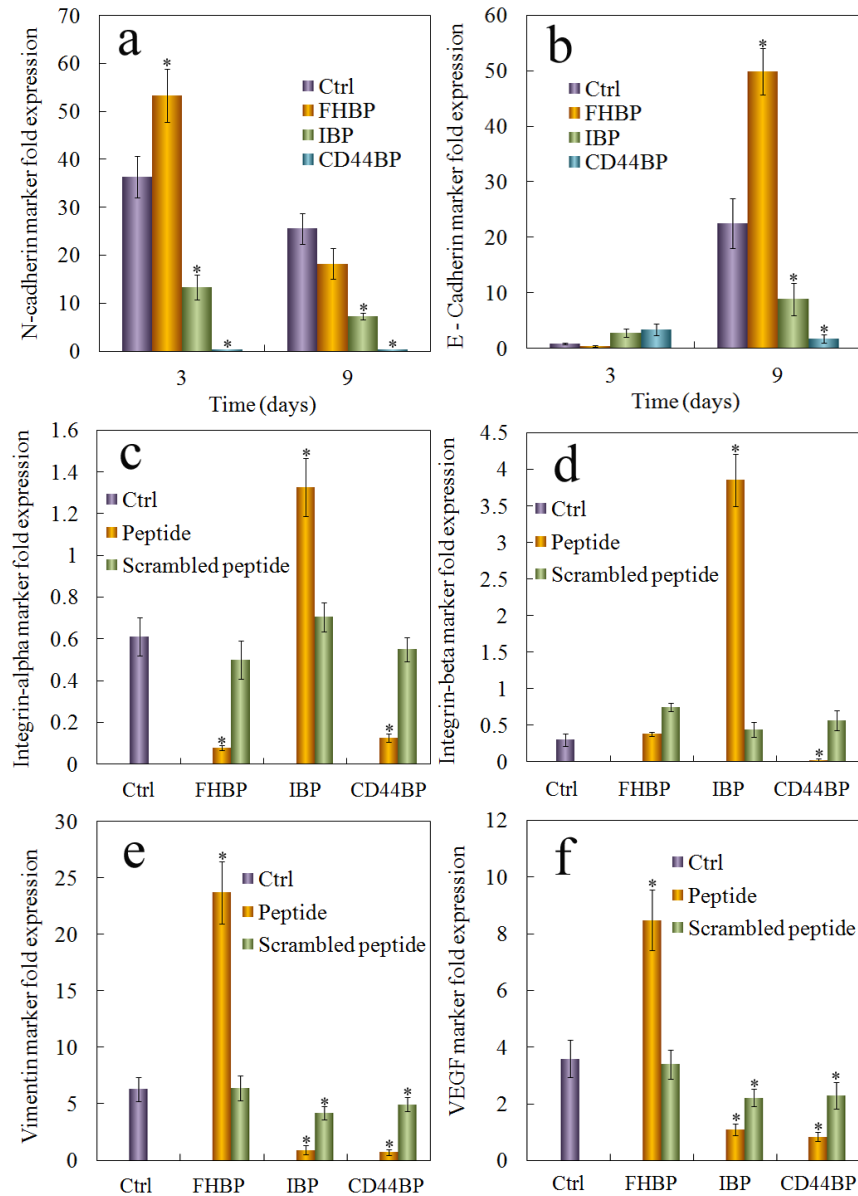 a
N-cadherin marker fold expression
70
60
50
40
30
20
10
0
*
*
*
*
*
Ctrl
FHBP
IBP
CD44BP
3
9
Time (days)
b
E - Cadherin marker fold expression
60
50
40
30
20
10
0
*
*
*
Ctrl
FHBP
IBP
CD44BP
3
9
Time (days)
c
Integrin-alpha marker fold expression
1.6
1.4
1.2
1
0.8
0.6
0.4
0.2
0
*
*
*
Ctrl
Peptide
Scrambled peptide
Ctrl
FHBP
IBP
CD44BP
d
Integrin-beta marker fold expression
4.5
4
3.5
3
2.5
2
1.5
1
0.5
0
*
*
Ctrl
Peptide
Scrambled peptide
Ctrl
FHBP
IBP
CD44BP
e
Vimentin marker fold expression
30
25
20
15
10
5
0
*
*
*
*
*
Ctrl
Peptide
Scrambled peptide
Ctrl
FHBP
IBP
CD44BP
f
VEGF marker fold expression
12
10
8
6
4
2
0
*
*
*
*
*
Ctrl
Peptide
Scrambled peptide
Ctrl
FHBP
IBP
CD44BP